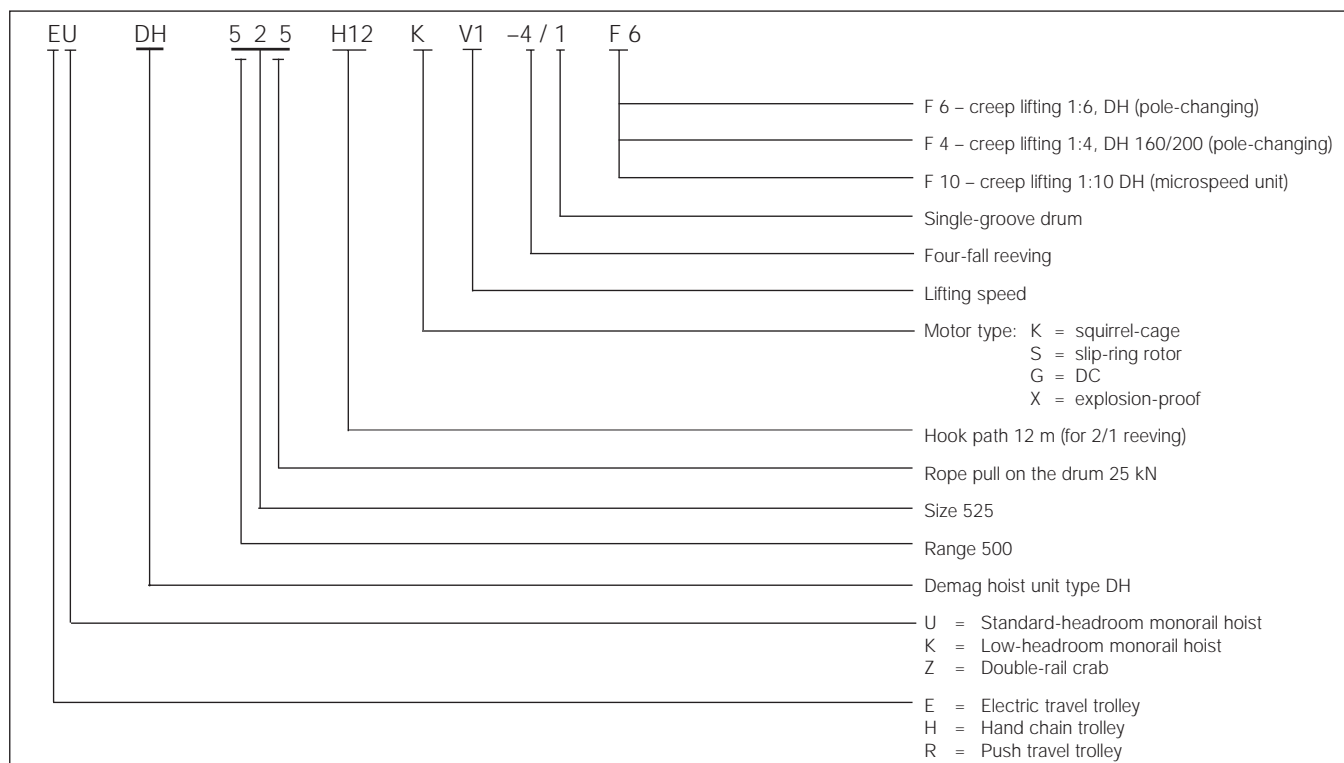 EU DH 5 2 5 H12 K V1 –4 / 1 F 6
F 6 – creep lifting 1:6, DH (pole-changing)
F 4 – creep lifting 1:4, DH 160/200 (pole-changing)
F 10 – creep lifting 1:10 DH (microspeed unit)
Single-groove drum
Four-fall reeving
Lifting speed
Motor type: K = squirrel-cage
S = slip-ring rotor
G = DC
X = explosion-proof
Hook path 12 m (for 2/1 reeving)
Rope pull on the drum 25 kN
Size 525
Range 500
Demag hoist unit type DH
U = Standard-headroom monorail hoist
K = Low-headroom monorail hoist
Z = Double-rail crab
E = Electric travel trolley
H = Hand chain trolley
R = Push travel trolley